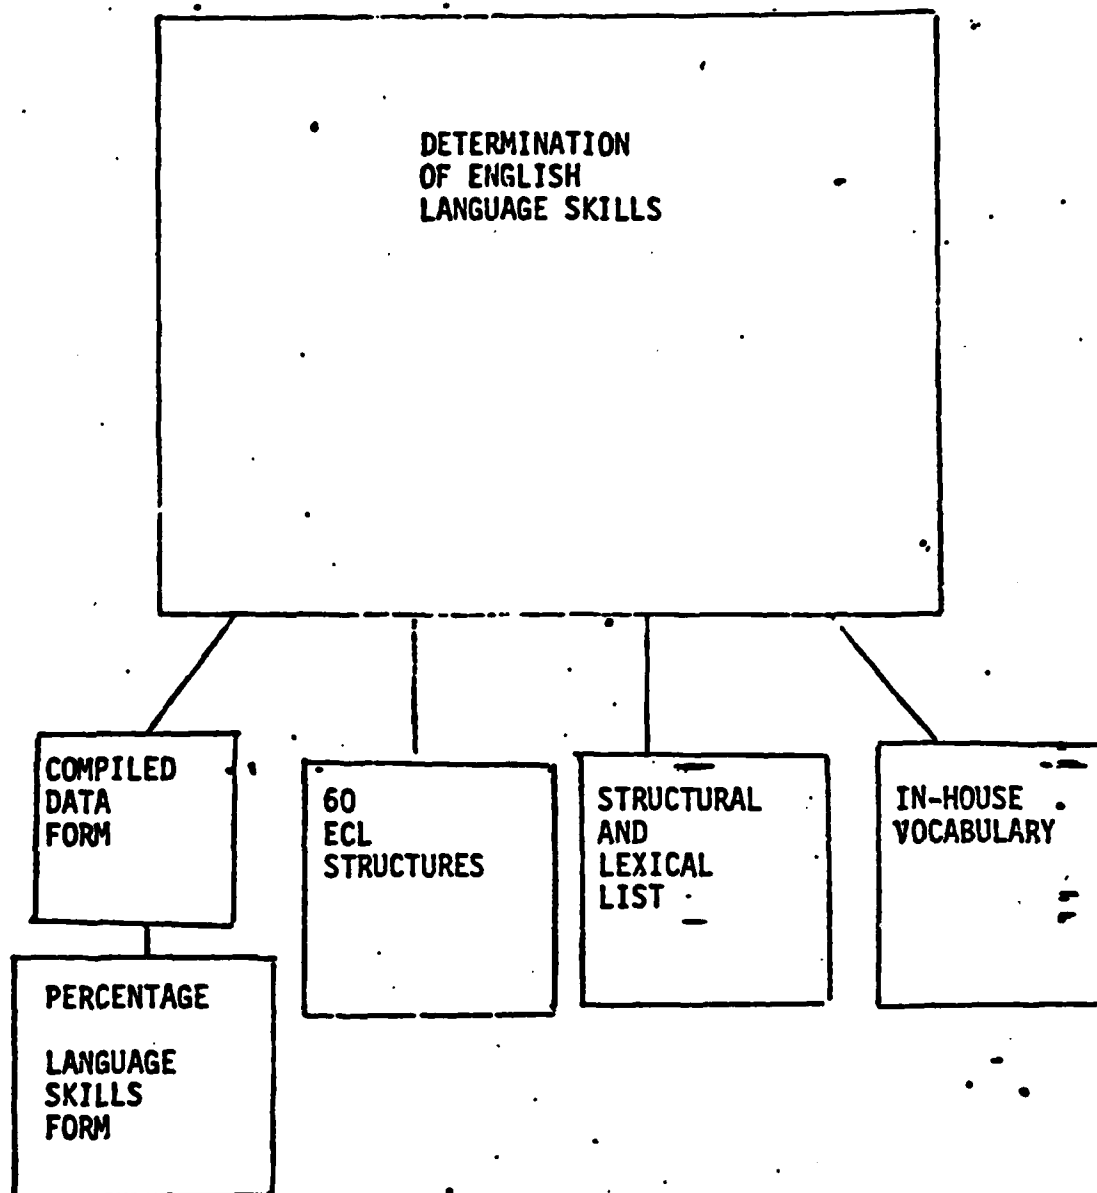 DETERMINATION
OF ENGLISH
LANGUAGE SKILLS
COMPILED
DATA
FORM
60
ECL
STRUCTURES
STRUCTURAL
AND
LEXICAL
LIST
IN-HOUSE
VOCABULARY
PERCENTAGE
LANGUAGE
SKILLS
FORM